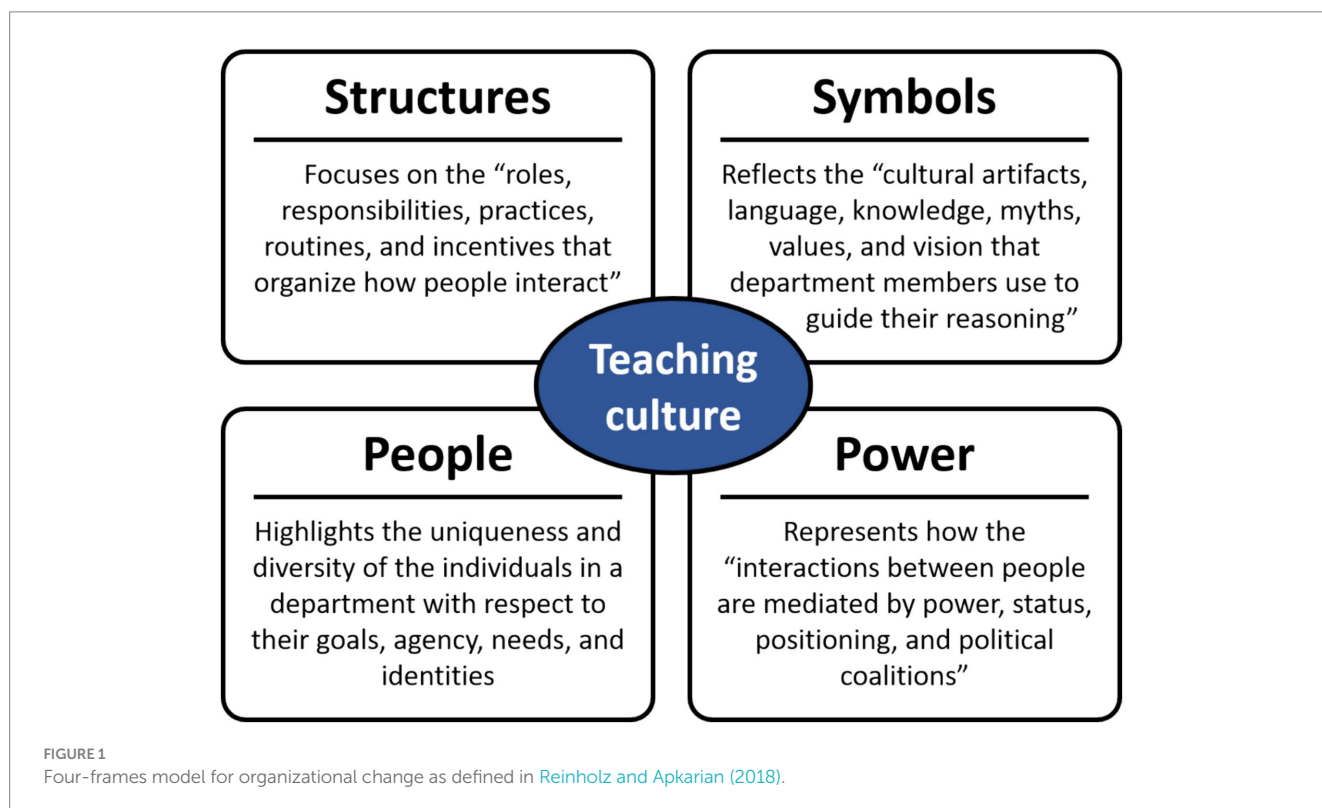 Structures
Focuses on the “roles,
responsibilities, practices,
routines, and incentives that
organize how people interact”
Symbols
Reflects the “cultural artifacts,
language, knowledge, myths,
values, and vision that
department members use to
guide their reasoning”
Teaching
culture
People
Highlights the uniqueness and
diversity of the individuals in a
department with respect to
their goals, agency, needs, and
identities
Power
Represents how the
“interactions between people
are mediated by power, status,
positioning, and political
coalitions”
FIGURE 1
Four-frames model for organizational change as defined in Reinholz and Apkarian (2018).